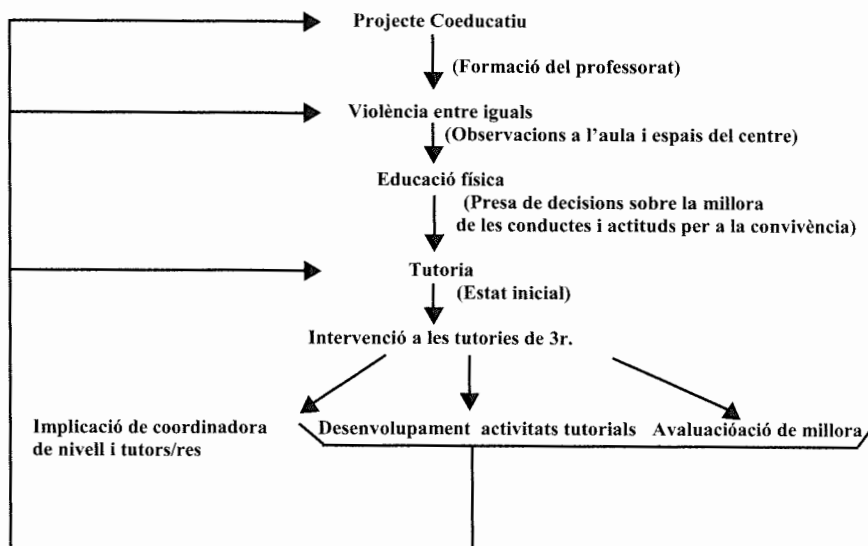 Projecte Coeducatiu
(Formació del professorat)
Violència entre iguals
(Observacions a l'aula i espais del centre)
Educació física
(Presa de decisions sobre la millora
de les conductes i actituds per a la convivència)
Tutoria
(Estat inicial)
Intervenció a les tutories de 3r.
Implicació de coordinadora
de nivell i tutors/res
Desenvolupament activitats tutorials
Avaluacióació de millora